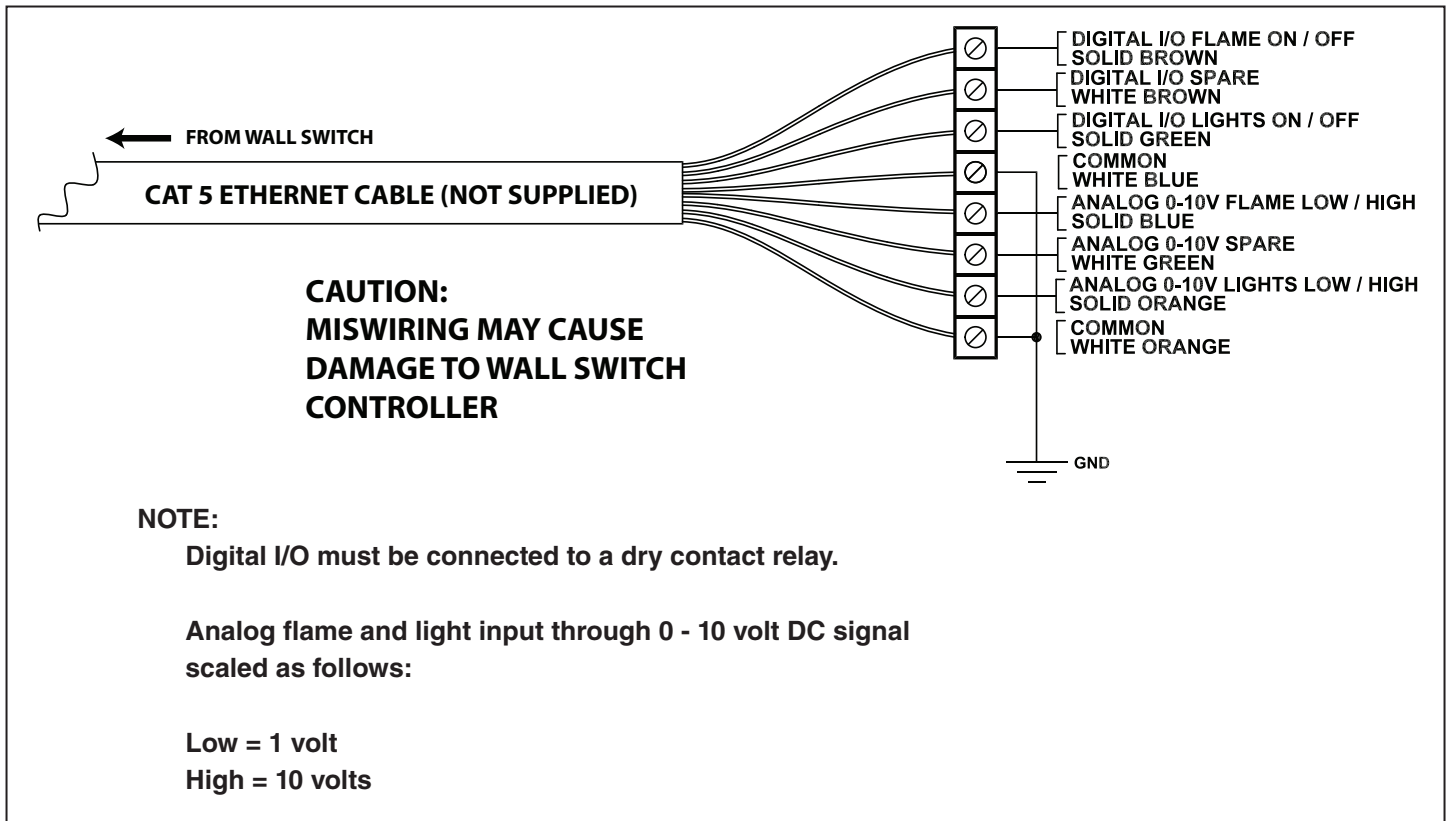 DIGITAL I/O FLAME ON / OFF
SOLID BROWN
DIGITAL I/O SPARE
WHITE BROWN
DIGITAL I/O LIGHTS ON / OFF
SOLID GREEN
COMMON
WHITE BLUE
ANALOG 0-10V FLAME LOW / HIGH
SOLID BLUE
ANALOG 0-10V SPARE
WHITE GREEN
ANALOG 0-10V LIGHTS LOW / HIGH
SOLID ORANGE
COMMON
WHITE ORANGE
FROM WALL SWITCH
CAT 5 ETHERNET CABLE (NOT SUPPLIED)
CAUTION:
MISWIRING MAY CAUSE
DAMAGE TO WALL SWITCH
CONTROLLER
GND
NOTE:
Digital I/O must be connected to a dry contact relay.
Analog flame and light input through 0 - 10 volt DC signal
scaled as follows:
Low = 1 volt
High = 10 volts